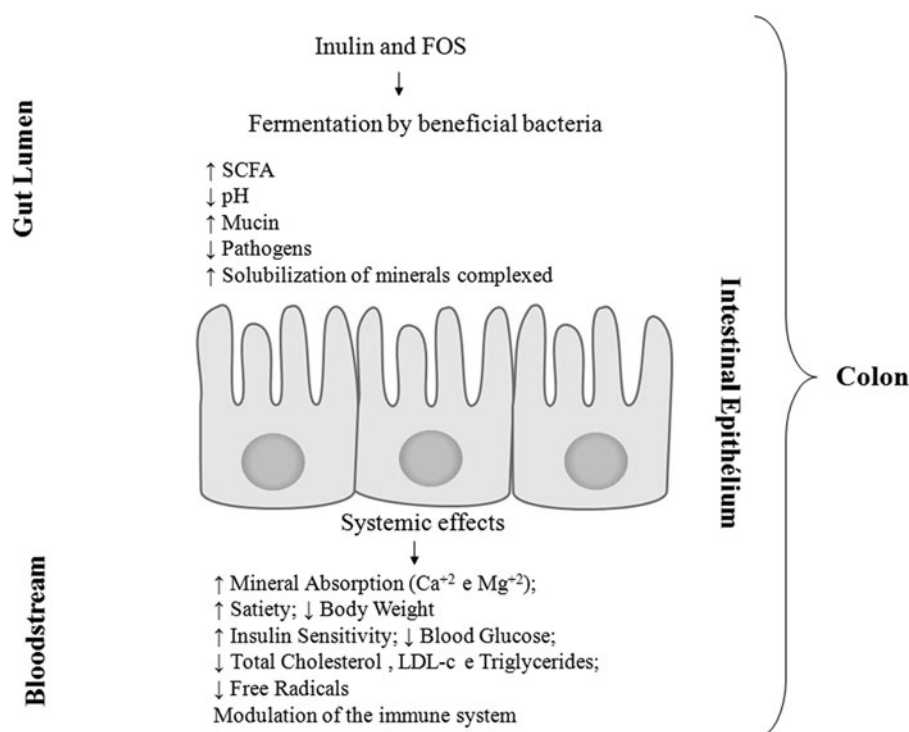 Inulin and FOS
↓
Fermentation by beneficial bacteria
Gut Lumen
↑ SCFA
↓ pH
↑ Mucin
↓ Pathogens
↑ Solubilization of minerals complexed
Intestinal Epithélium
Colon
Systemic effects
↓
Bloodstream
↑ Mineral Absorption (Ca⁺² e Mg⁺²);
↑ Satiety; ↓ Body Weight
↑ Insulin Sensitivity; ↓ Blood Glucose;
↓ Total Cholesterol , LDL-c e Triglycerides;
↓ Free Radicals
Modulation of the immune system